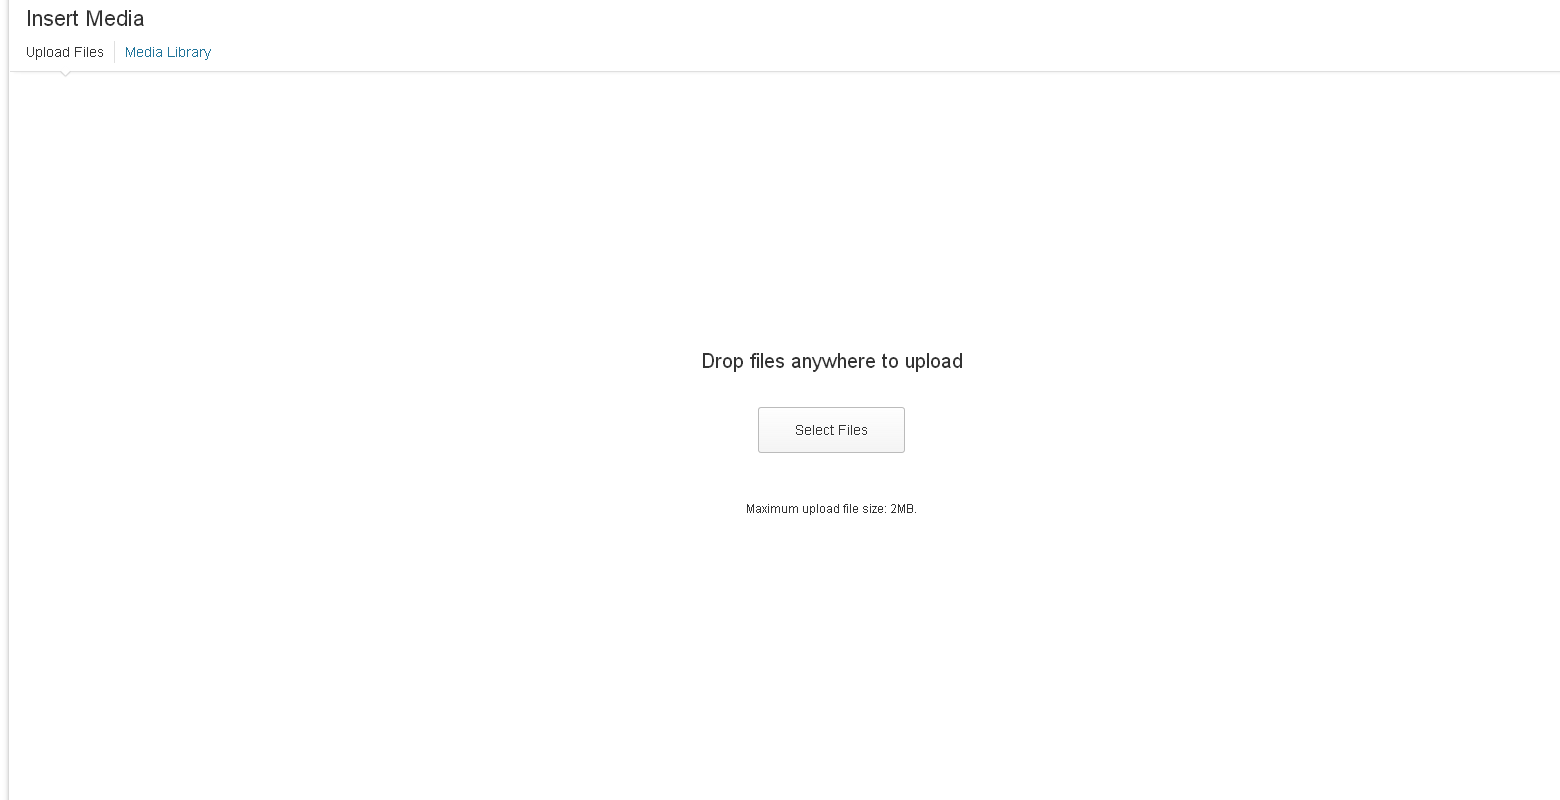 Insert Media
Upload Files Media Library
Drop files anywhere to upload
Select Files
Maximum upload file size: 2MB.